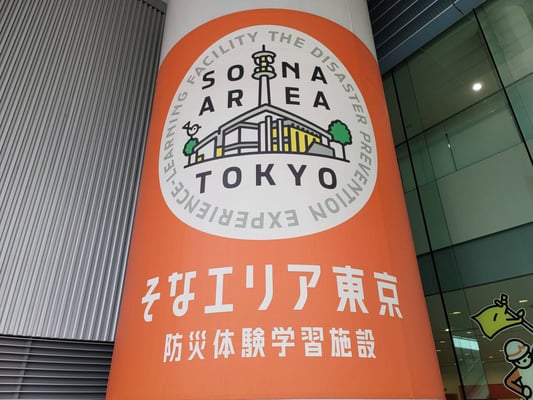 THE DISASTER PREVENTION EXPERIENCE-LEARNING FACILITY
SONA
AREA
TOKYO
そなエリア東京
防災体験学習施設